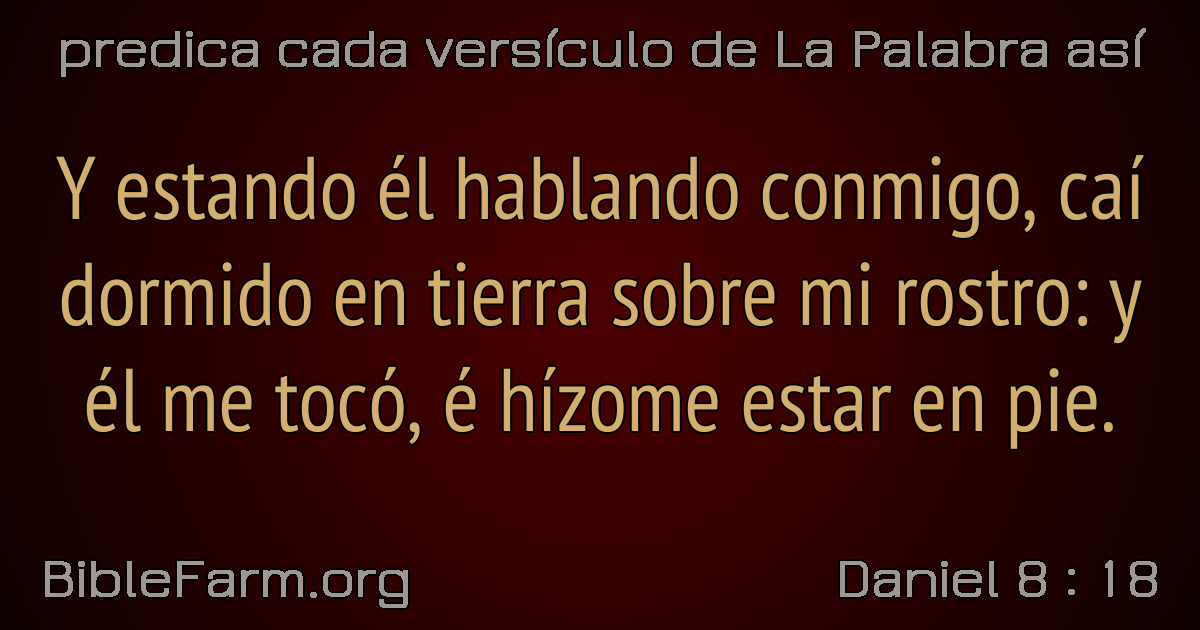 predica cada versículo de La Palabra así
Y estando él hablando conmigo, caí
dormido en tierra sobre mi rostro: y
él me tocó, é hízome estar en pie.
BibleFarm.org
Daniel 8 : 18